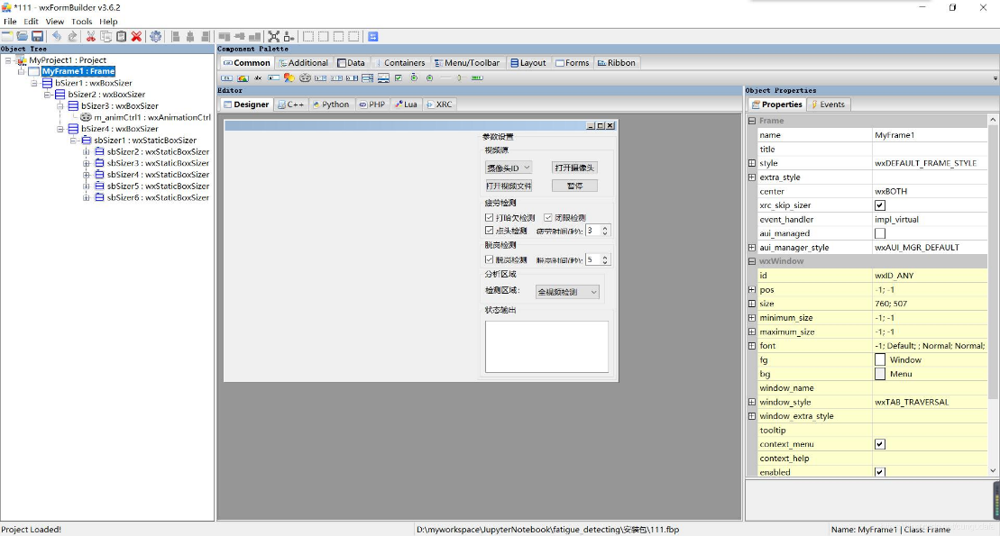 *111 - wxFormBuilder v3.6.2
File Edit View Tools Help
Object Tree
MyProject1 : Project
MyFrame1 : Frame
bSizer1 : wxBoxSizer
bSizer2 : wxBoxSizer
bSizer3 : wxBoxSizer
m_animCtrl1 : wxAnimationCtrl
bSizer4 : wxBoxSizer
sbSizer1 : wxStaticBoxSizer
sbSizer2 : wxStaticBoxSizer
sbSizer3 : wxStaticBoxSizer
sbSizer4 : wxStaticBoxSizer
sbSizer5 : wxStaticBoxSizer
sbSizer6 : wxStaticBoxSizer
Component Palette
Common Additional Data Containers Menu/Toolbar Layout Forms Ribbon
Editor
Designer C++ Python PHP Lua XRC
参数设置
视频源
摄像头ID 打开摄像头
打开视频文件 暂停
疲劳检测
打哈欠检测 闭眼检测
点头检测 疲劳时间(秒): 3
脱岗检测
脱岗检测 脱岗时间(秒): 5
分析区域
检测区域: 全视频检测
状态输出
Object Properties
Properties Events
Frame
name MyFrame1
title
style wxDEFAULT_FRAME_STYLE
extra_style
center wxBOTH
xrc_skip_sizer
event_handler impl_virtual
aui_managed
aui_manager_style wxAUI_MGR_DEFAULT
wxWindow
id wxID_ANY
pos -1; -1
size 760; 507
minimum_size -1; -1
maximum_size -1; -1
font -1; Default; ; Normal; Normal;
fg Window
bg Menu
window_name
window_style wxTAB_TRAVERSAL
window_extra_style
tooltip
context_menu
context_help
enabled
Project Loaded! D:\myworkspace\JupyterNotebook\fatigue_detecting\安装包\111.fbp Name: MyFrame1 | Class: Frame